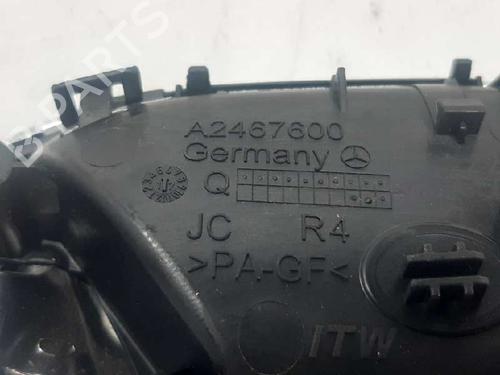 A2467600
Germany
Q
JC R4
>PA-GF<
ITW
B-PARTS